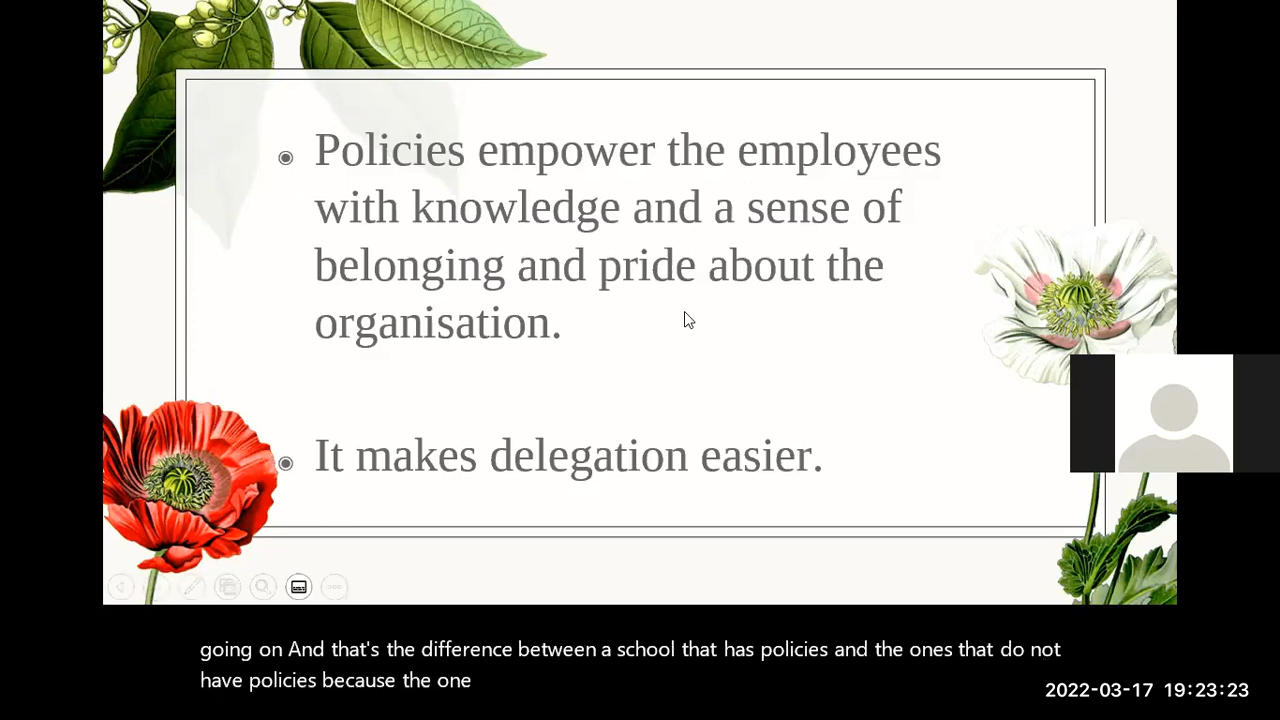 Policies empower the employees
with knowledge and a sense of
belonging and pride about the
organisation.
It makes delegation easier.
going on And that's the difference between a school that has policies and the ones that do not
have policies because the one
2022-03-17 19:23:23